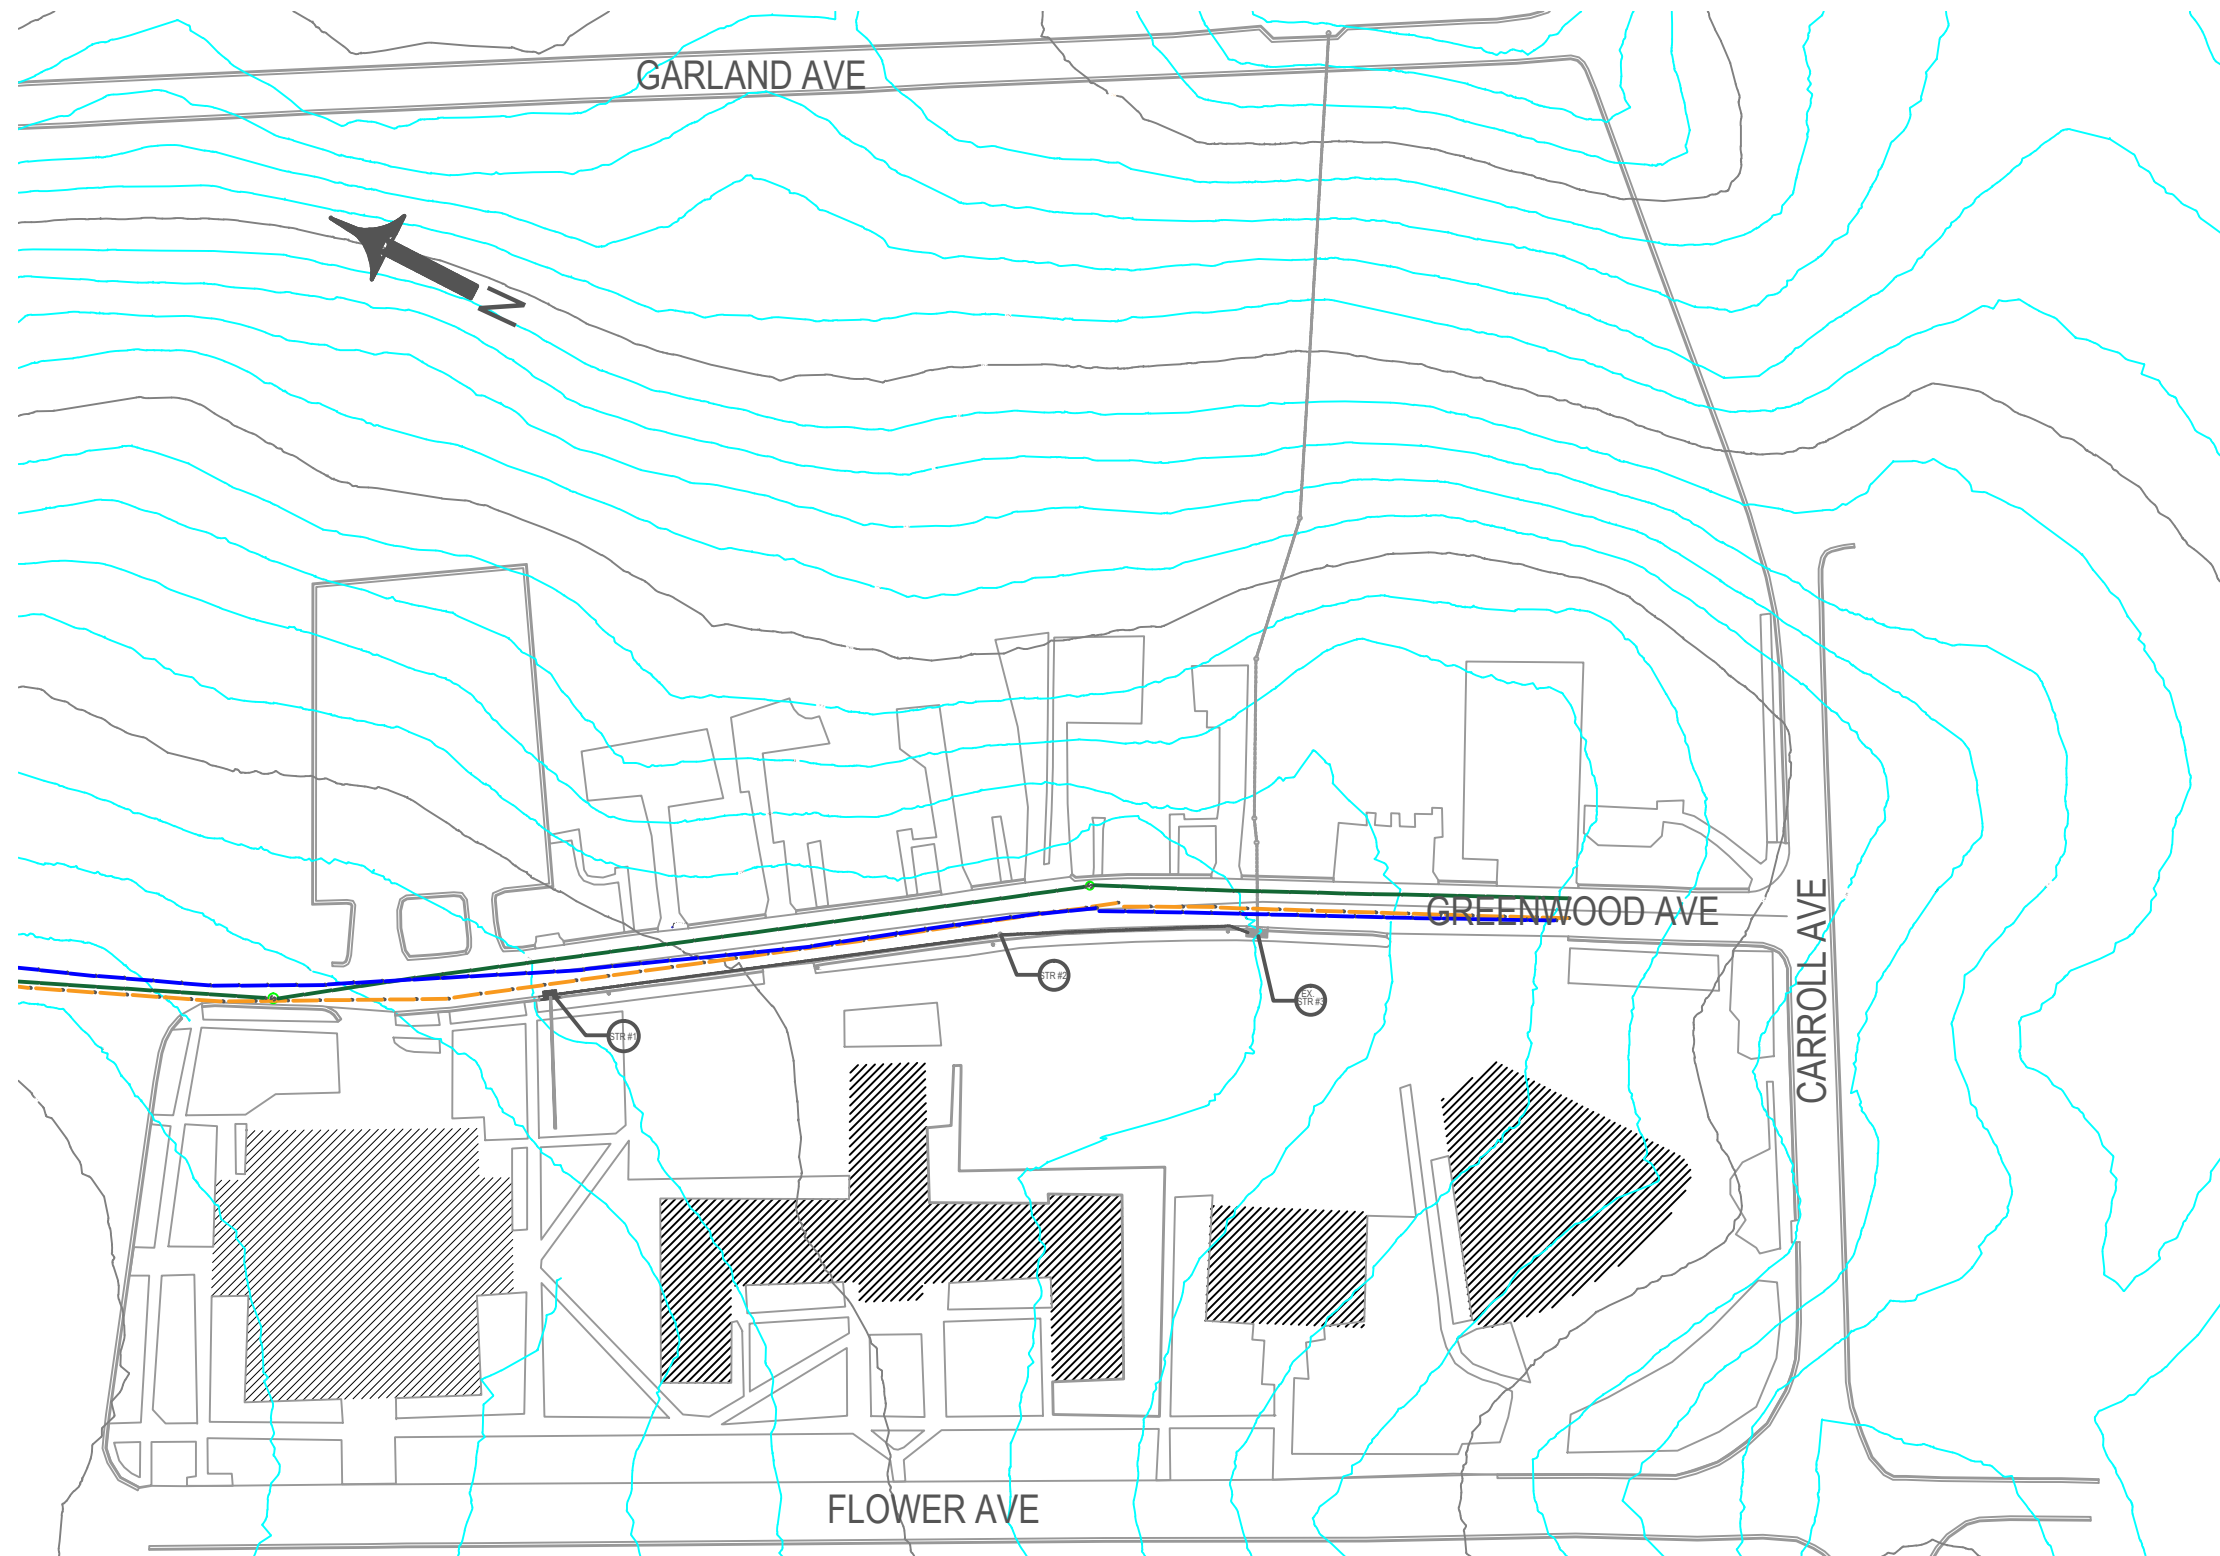 GARLAND AVE
N
GREENWOOD AVE
CARROLL AVE
STR #2
EX.
STR #3
STR #1
FLOWER AVE